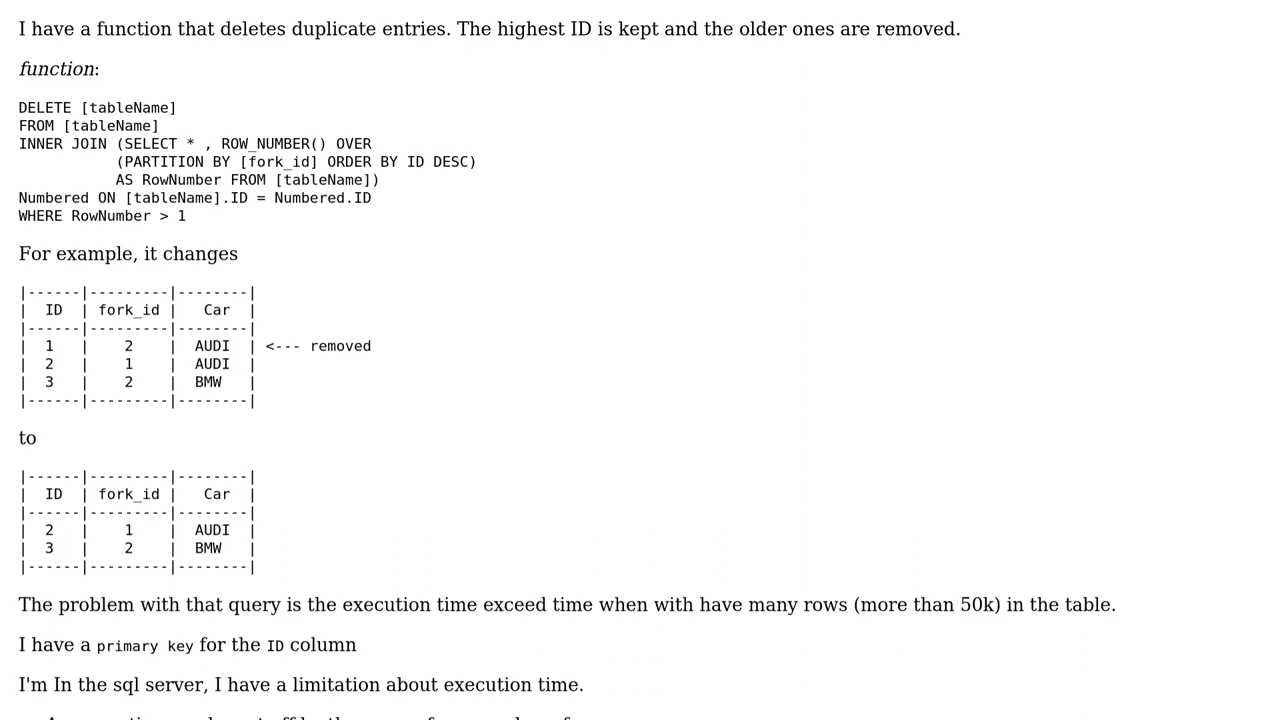 I have a function that deletes duplicate entries. The highest ID is kept and the older ones are removed.
function:
DELETE [tableName]
FROM [tableName]
INNER JOIN (SELECT * , ROW_NUMBER() OVER
           (PARTITION BY [fork_id] ORDER BY ID DESC)
           AS RowNumber FROM [tableName])
Numbered ON [tableName].ID = Numbered.ID
WHERE RowNumber > 1
For example, it changes
|------|---------|--------|
|  ID  | fork_id |   Car  |
|------|---------|--------|
|  1   |    2    |  AUDI  | <--- removed
|  2   |    1    |  AUDI  |
|  3   |    2    |  BMW   |
|------|---------|--------|
to
|------|---------|--------|
|  ID  | fork_id |   Car  |
|------|---------|--------|
|  2   |    1    |  AUDI  |
|  3   |    2    |  BMW   |
|------|---------|--------|
The problem with that query is the execution time exceed time when with have many rows (more than 50k) in the table.
I have a primary key for the ID column
I'm In the sql server, I have a limitation about execution time.